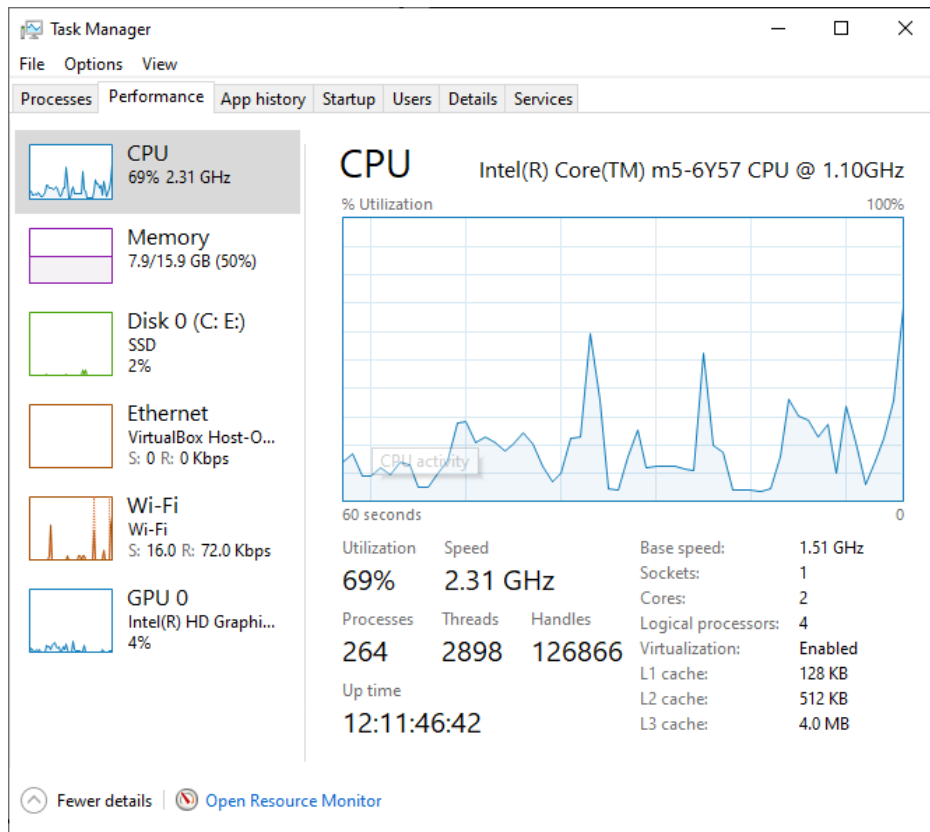 Task Manager
File Options View
Processes Performance App history Startup Users Details Services
CPU
69% 2.31 GHz
Memory
7.9/15.9 GB (50%)
Disk 0 (C: E:)
SSD
2%
Ethernet
VirtualBox Host-O...
S: 0 R: 0 Kbps
Wi-Fi
Wi-Fi
S: 16.0 R: 72.0 Kbps
GPU 0
Intel(R) HD Graphi...
4%
CPU Intel(R) Core(TM) m5-6Y57 CPU @ 1.10GHz
% Utilization 100%
CPU activity
60 seconds 0
Utilization Speed
69% 2.31 GHz
Processes Threads Handles
264 2898 126866
Up time
12:11:46:42
Base speed: 1.51 GHz
Sockets: 1
Cores: 2
Logical processors: 4
Virtualization: Enabled
L1 cache: 128 KB
L2 cache: 512 KB
L3 cache: 4.0 MB
Fewer details Open Resource Monitor